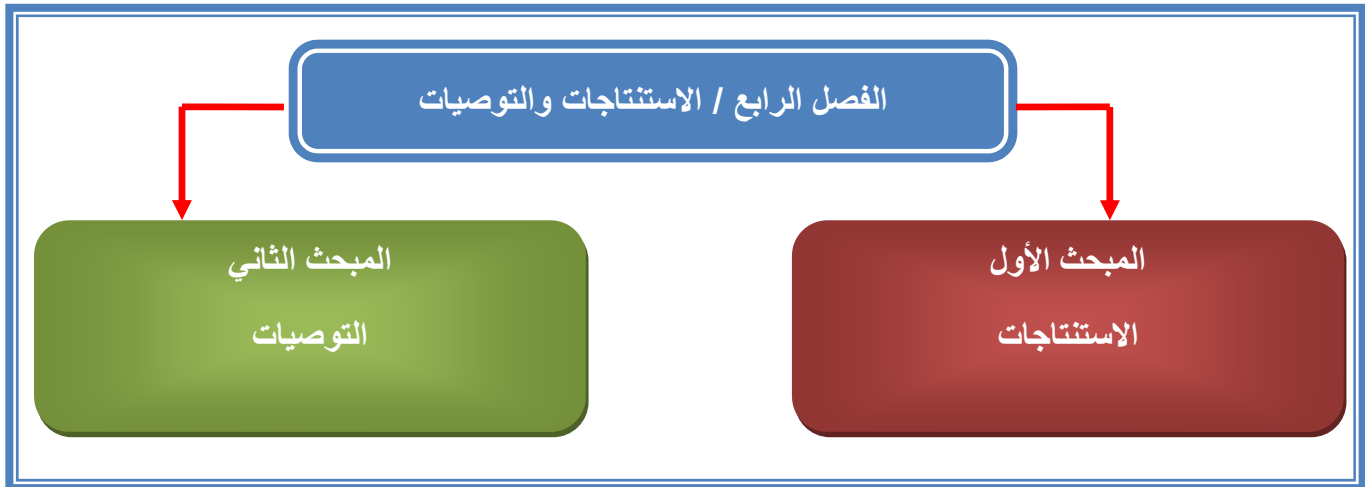 الفصل الرابع / الاستنتاجات والتوصيات
المبحث الأول
الاستنتاجات
المبحث الثاني
التوصيات